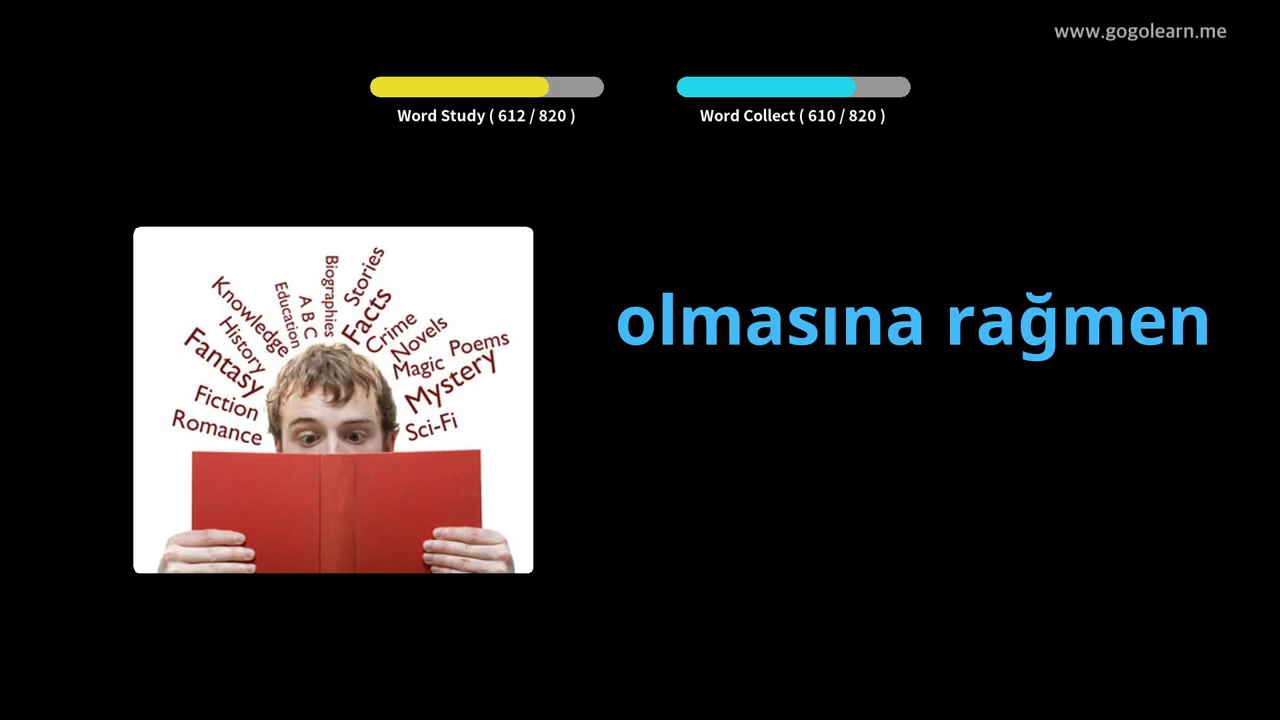 www.gogolearn.me
Word Study ( 612 / 820 )
Word Collect ( 610 / 820 )
olmasına rağmen
Knowledge
Education
A B C
Biographies
Stories
Facts
Crime
Novels
Poems
Magic
Mystery
Sci-Fi
History
Fantasy
Fiction
Romance